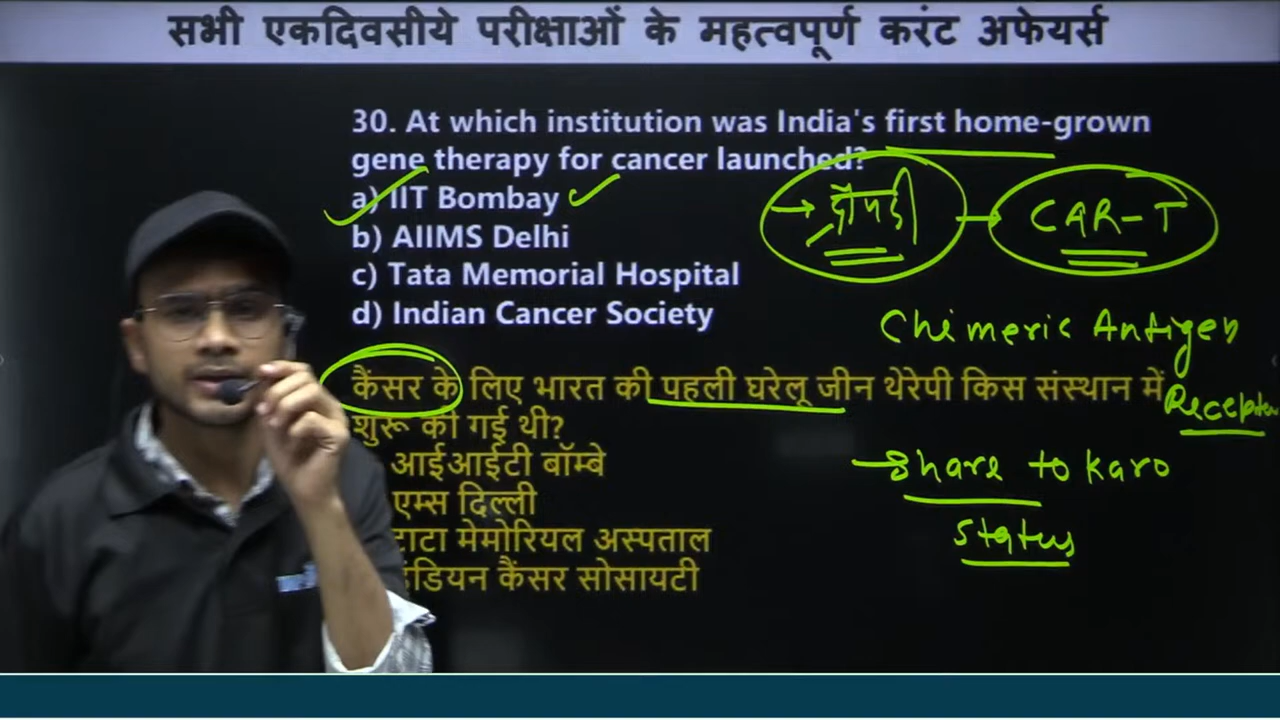 सभी एकदिवसीये परीक्षाओं के महत्वपूर्ण करंट अफेयर्स
30. At which institution was India's first home-grown
gene therapy for cancer launched?
a) IIT Bombay
b) AIIMS Delhi
c) Tata Memorial Hospital
d) Indian Cancer Society
CAR-T
Chimeric Antigen
कैंसर के लिए भारत की पहली घरेलू जीन थेरेपी किस संस्थान में
शुरू की गई थी?
आईआईटी बॉम्बे
एम्स दिल्ली
टाटा मेमोरियल अस्पताल
इंडियन कैंसर सोसायटी
Share to karo
status